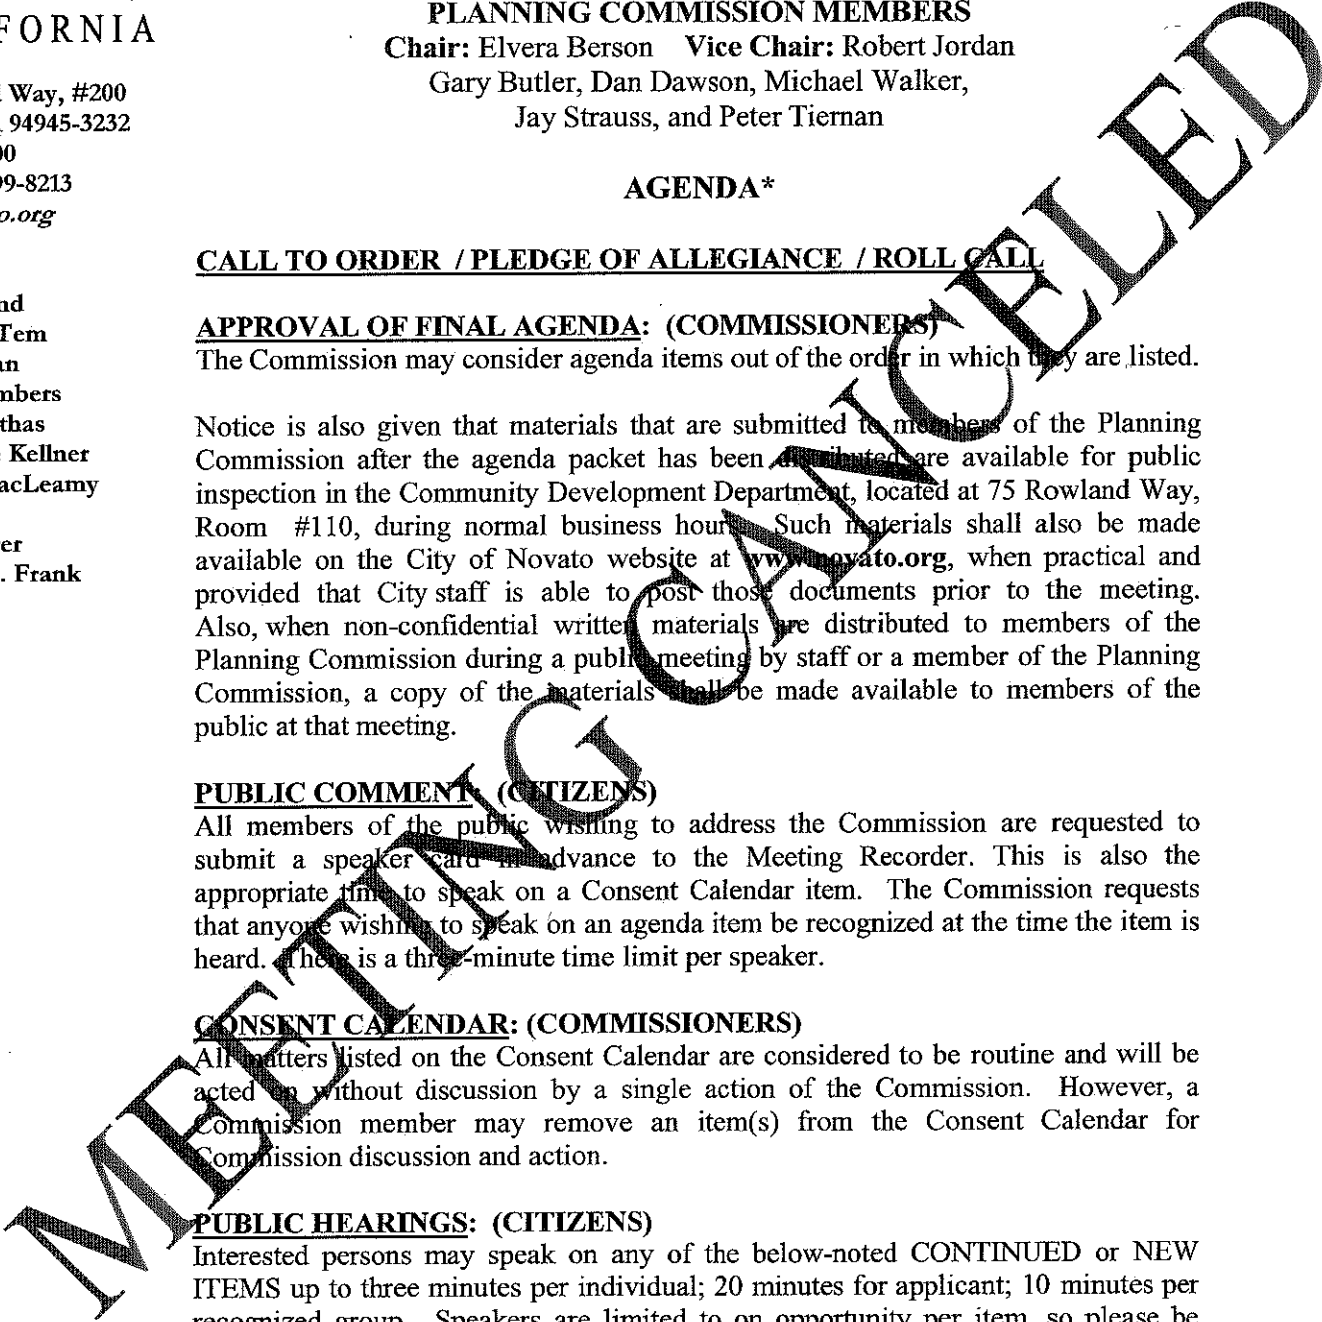 FORNIA
Way, #200
94945-3232
00
99-8213
o.org
nd
Tem
an
mbers
thas
Kellner
acLeamy
er
. Frank
PLANNING COMMISSION MEMBERS
Chair: Elvera Berson Vice Chair: Robert Jordan
Gary Butler, Dan Dawson, Michael Walker,
Jay Strauss, and Peter Tiernan
AGENDA*
CALL TO ORDER / PLEDGE OF ALLEGIANCE / ROLL CALL
APPROVAL OF FINAL AGENDA: (COMMISSIONERS)
The Commission may consider agenda items out of the order in which they are listed.
Notice is also given that materials that are submitted to members of the Planning
Commission after the agenda packet has been distributed are available for public
inspection in the Community Development Department, located at 75 Rowland Way,
Room #110, during normal business hours. Such materials shall also be made
available on the City of Novato website at www.novato.org, when practical and
provided that City staff is able to post those documents prior to the meeting.
Also, when non-confidential written materials are distributed to members of the
Planning Commission during a public meeting by staff or a member of the Planning
Commission, a copy of the materials shall be made available to members of the
public at that meeting.
PUBLIC COMMENT: (CITIZENS)
All members of the public wishing to address the Commission are requested to
submit a speaker card in advance to the Meeting Recorder. This is also the
appropriate time to speak on a Consent Calendar item. The Commission requests
that anyone wishing to speak on an agenda item be recognized at the time the item is
heard. There is a three-minute time limit per speaker.
CONSENT CALENDAR: (COMMISSIONERS)
All matters listed on the Consent Calendar are considered to be routine and will be
acted on without discussion by a single action of the Commission. However, a
Commission member may remove an item(s) from the Consent Calendar for
Commission discussion and action.
PUBLIC HEARINGS: (CITIZENS)
Interested persons may speak on any of the below-noted CONTINUED or NEW
ITEMS up to three minutes per individual; 20 minutes for applicant; 10 minutes per
recognized group. Speakers are limited to on opportunity per item, so please be
MEETING CANCELED